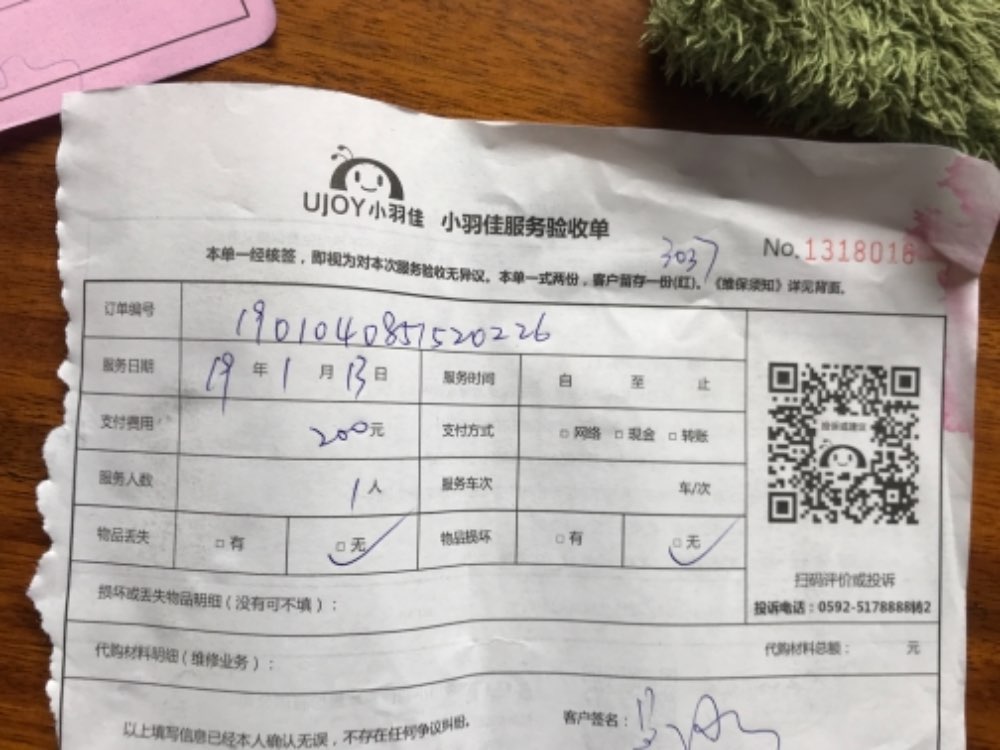 UJOY小羽佳 小羽佳服务验收单
3037
No.1318016
本单一经核签，即视为对本次服务验收无异议。本单一式两份，客户留存一份(红)。《维保须知》详见背面。
订单编号 1901040857520226
服务日期 19 年 1 月 13 日 服务时间 自 至 止
支付费用 200元 支付方式 □ 网络 □ 现金 □ 转账
服务人数 1 人 服务车次 车/次
物品丢失 □ 有 □ 无 物品损坏 □ 有 □ 无
投诉或建议
扫码评价或投诉
投诉电话：0592-5178888转2
损坏或丢失物品明细（没有可不填）：
代购材料明细（维修业务）： 代购材料总额： 元
以上填写信息已经本人确认无误，不存在任何争议纠纷。 客户签名：